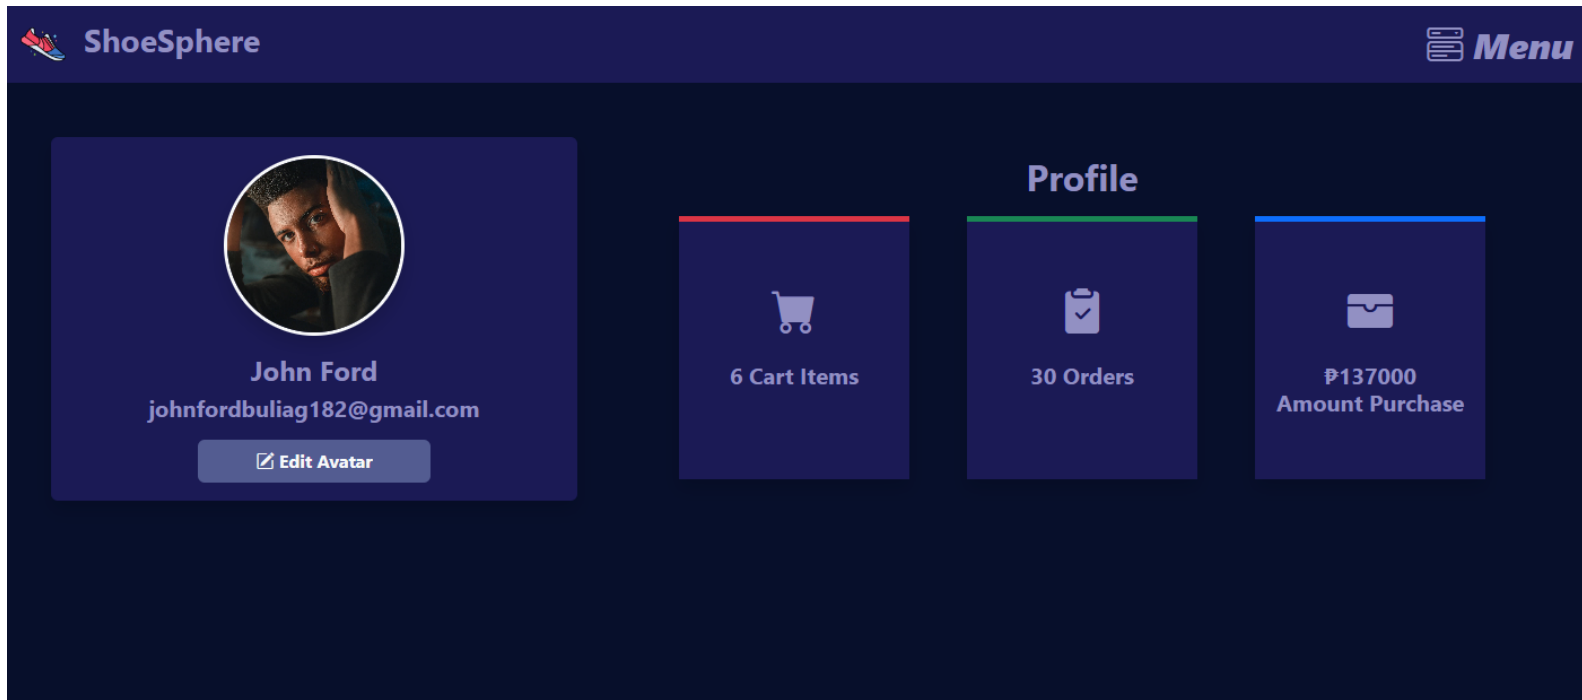 ShoeSphere
Menu
Profile
John Ford
johnfordbuliag182@gmail.com
Edit Avatar
6 Cart Items
30 Orders
₱137000
Amount Purchase